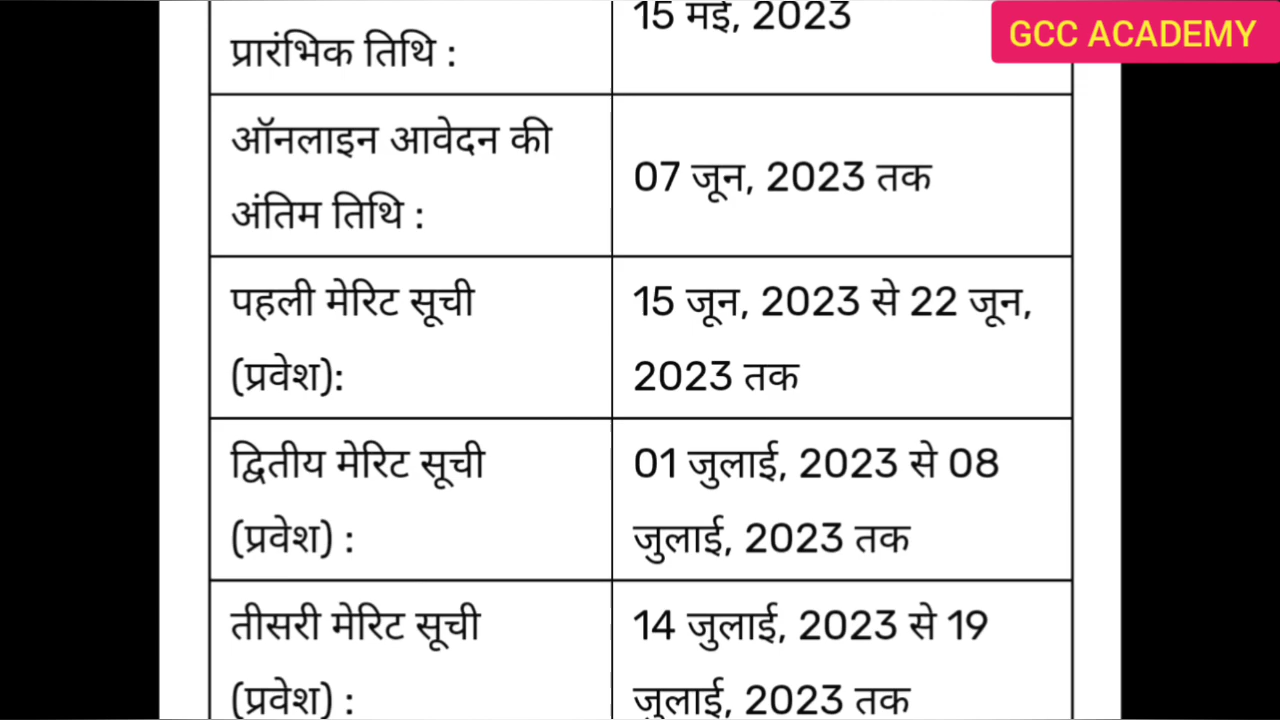 15 मई, 2023
GCC ACADEMY
प्रारंभिक तिथि :
ऑनलाइन आवेदन की
अंतिम तिथि :
07 जून, 2023 तक
पहली मेरिट सूची
(प्रवेश):
15 जून, 2023 से 22 जून,
2023 तक
द्वितीय मेरिट सूची
(प्रवेश) :
01 जुलाई, 2023 से 08
जुलाई, 2023 तक
तीसरी मेरिट सूची
(प्रवेश) :
14 जुलाई, 2023 से 19
जुलाई, 2023 तक